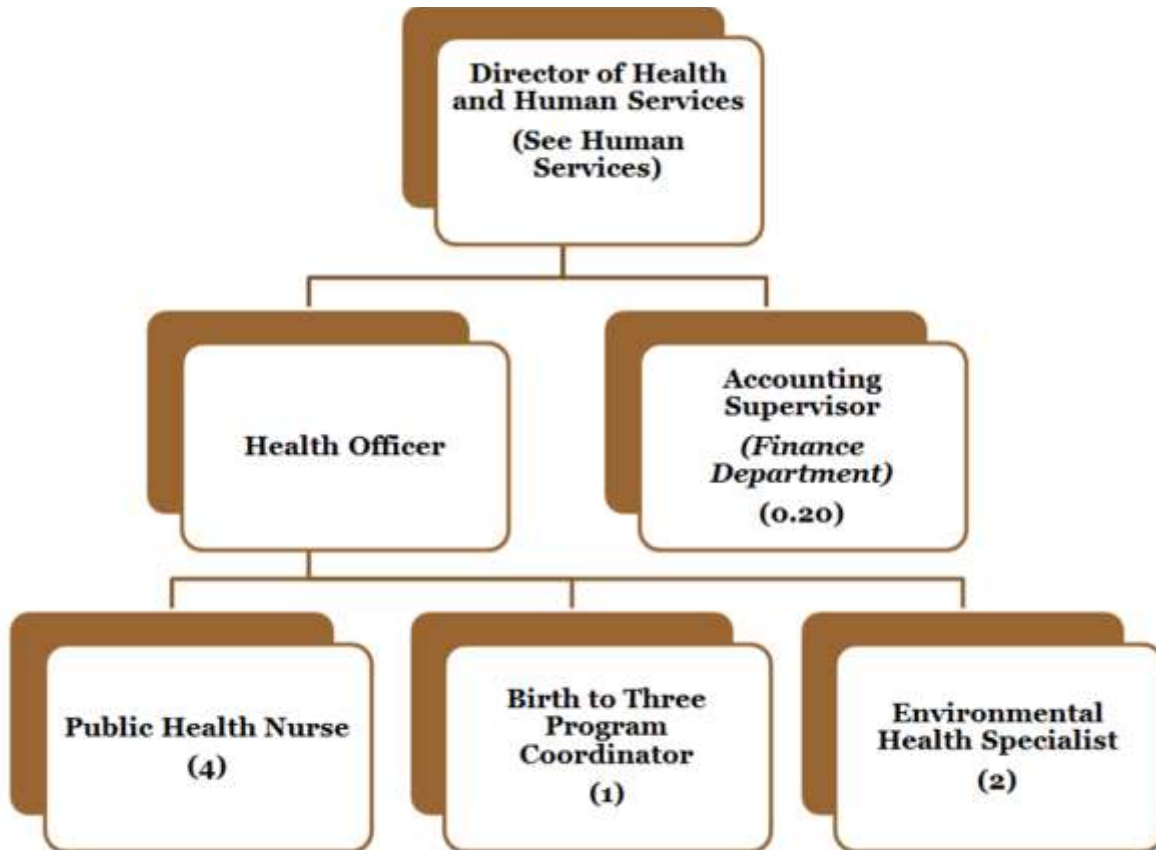 Director of Health
and Human Services
(See Human
Services)
Health Officer
Accounting
Supervisor
(Finance
Department)
(0.20)
Public Health Nurse
(4)
Birth to Three
Program
Coordinator
(1)
Environmental
Health Specialist
(2)